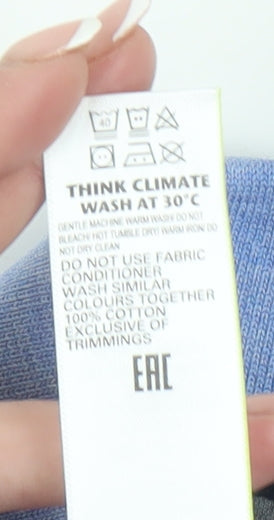 40
THINK CLIMATE
WASH AT 30°C
GENTLE MACHINE WARM WASH/ DO NOT
BLEACH/ HOT TUMBLE DRY/ WARM IRON/ DO
NOT DRY CLEAN
DO NOT USE FABRIC
CONDITIONER
WASH SIMILAR
COLOURS TOGETHER
100% COTTON
EXCLUSIVE OF
TRIMMINGS
EAC